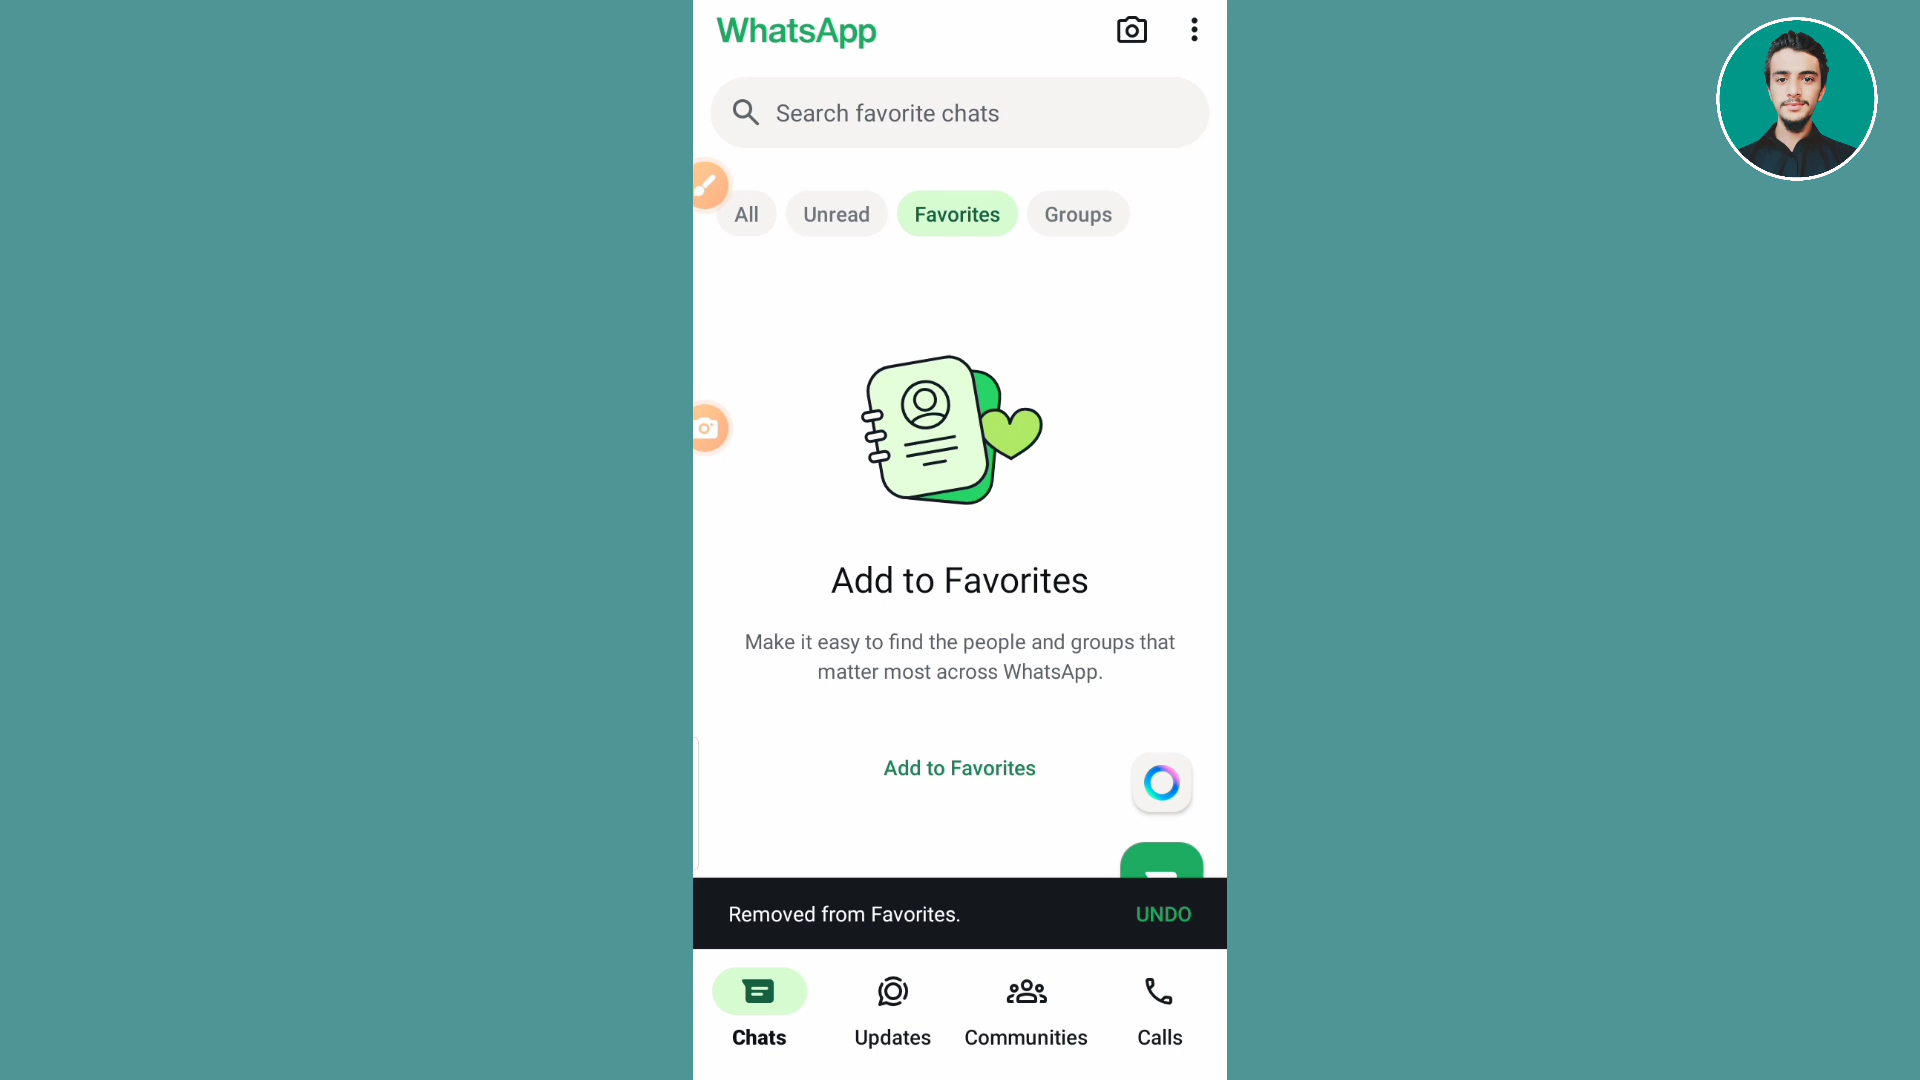 WhatsApp
Search favorite chats
All
Unread
Favorites
Groups
Add to Favorites
Make it easy to find the people and groups that
matter most across WhatsApp.
Add to Favorites
Removed from Favorites.
UNDO
Chats
Updates
Communities
Calls